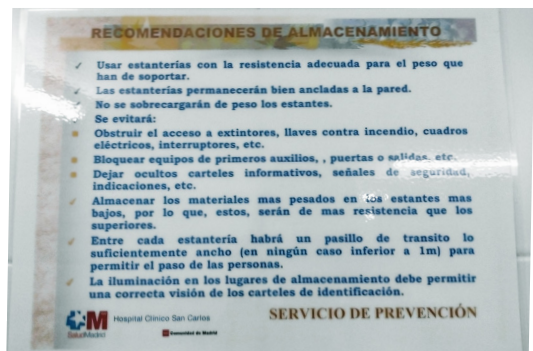 RECOMENDACIONES DE ALMACENAMIENTO
✓ Usar estanterías con la resistencia adecuada para el peso que
han de soportar.
✓ Las estanterías permanecerán bien ancladas a la pared.
✓ No se sobrecargarán de peso los estantes.
Se evitará:
Obstruir el acceso a extintores, llaves contra incendio, cuadros
eléctricos, interruptores, etc.
Bloquear equipos de primeros auxilios, , puertas o salidas, etc.
Dejar ocultos carteles informativos, señales de seguridad,
indicaciones, etc.
✓ Almacenar los materiales mas pesados en los estantes mas
bajos, por lo que, estos, serán de mas resistencia que los
superiores.
✓ Entre cada estantería habrá un pasillo de transito lo
suficientemente ancho (en ningún caso inferior a 1m) para
permitir el paso de las personas.
✓ La iluminación en los lugares de almacenamiento debe permitir
una correcta visión de los carteles de identificación.
SERVICIO DE PREVENCIÓN
M Hospital Clínico San Carlos
SaludMadrid
Comunidad de Madrid